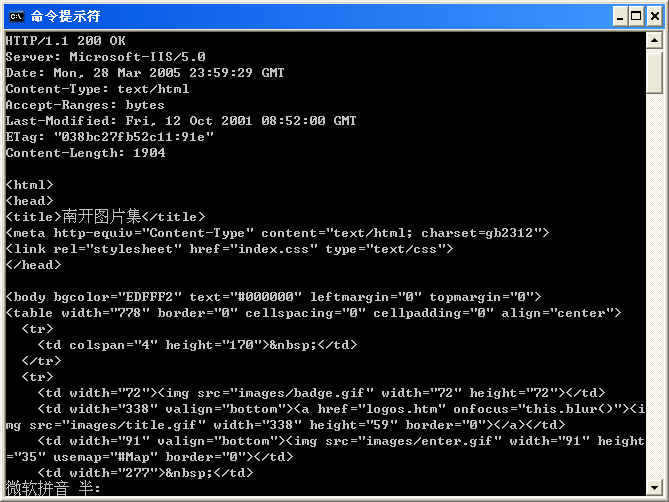 命令提示符
HTTP/1.1 200 OK
Server: Microsoft-IIS/5.0
Date: Mon, 28 Mar 2005 23:59:29 GMT
Content-Type: text/html
Accept-Ranges: bytes
Last-Modified: Fri, 12 Oct 2001 08:52:00 GMT
ETag: "038bc27fb52c11:91e"
Content-Length: 1904

<html>
<head>
<title>南开图片集</title>
<meta http-equiv="Content-Type" content="text/html; charset=gb2312">
<link rel="stylesheet" href="index.css" type="text/css">
</head>

<body bgcolor="EDFFF2" text="#000000" leftmargin="0" topmargin="0">
<table width="778" border="0" cellspacing="0" cellpadding="0" align="center">
  <tr>
    <td colspan="4" height="170">&nbsp;</td>
  </tr>
  <tr>
    <td width="72"><img src="images/badge.gif" width="72" height="72"></td>
    <td width="338" valign="bottom"><a href="logos.htm" onfocus="this.blur()"><i
mg src="images/title.gif" width="338" height="59" border="0"></a></td>
    <td width="91" valign="bottom"><img src="images/enter.gif" width="91" height
="35" usemap="#Map" border="0"></td>
    <td width="277">&nbsp;</td>
微软拼音 半: